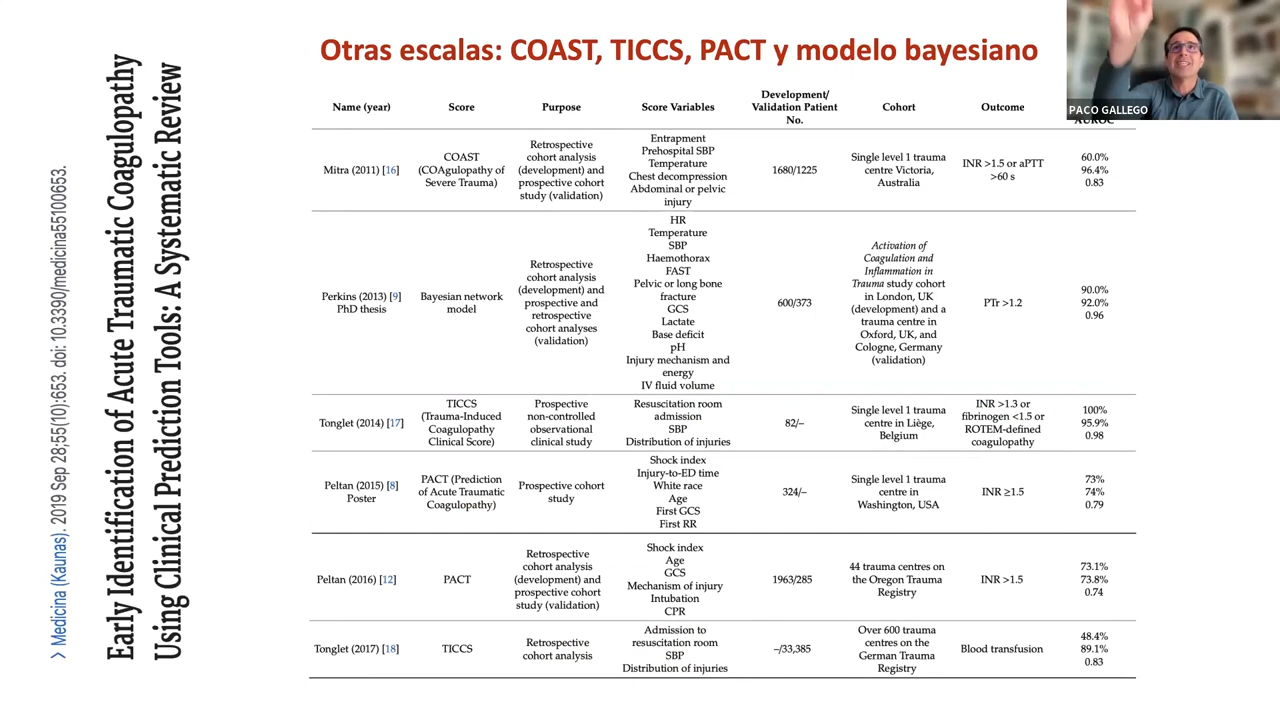 Otras escalas: COAST, TICCS, PACT y modelo bayesiano
PACO GALLEGO
> Medicina (Kaunas). 2019 Sep 28;55(10):653. doi: 10.3390/medicina55100653.
Early Identification of Acute Traumatic Coagulopathy
Using Clinical Prediction Tools: A Systematic Review
Name (year)
Score
Purpose
Score Variables
Development/
Validation Patient
No.
Cohort
Outcome
AUROC
Mitra (2011) [16]
COAST
(COAgulopathy of
Severe Trauma)
Retrospective
cohort analysis
(development) and
prospective cohort
study (validation)
Entrapment
Prehospital SBP
Temperature
Chest decompression
Abdominal or pelvic
injury
1680/1225
Single level 1 trauma
centre Victoria,
Australia
INR >1.5 or aPTT
>60 s
60.0%
96.4%
0.83
Perkins (2013) [9]
PhD thesis
Bayesian network
model
Retrospective
cohort analysis
(development) and
prospective and
retrospective
cohort analyses
(validation)
HR
Temperature
SBP
Haemothorax
FAST
Pelvic or long bone
fracture
GCS
Lactate
Base deficit
pH
Injury mechanism and
energy
IV fluid volume
600/373
Activation of
Coagulation and
Inflammation in
Trauma study cohort
in London, UK
(development) and a
trauma centre in
Oxford, UK, and
Cologne, Germany
(validation)
PTr >1.2
90.0%
92.0%
0.96
Tonglet (2014) [17]
TICCS
(Trauma-Induced
Coagulopathy
Clinical Score)
Prospective
non-controlled
observational
clinical study
Resuscitation room
admission
SBP
Distribution of injuries
82/–
Single level 1 trauma
centre in Liège,
Belgium
INR >1.3 or
fibrinogen <1.5 or
ROTEM-defined
coagulopathy
100%
95.9%
0.98
Peltan (2015) [8]
Poster
PACT (Prediction
of Acute Traumatic
Coagulopathy)
Prospective cohort
study
Shock index
Injury-to-ED time
White race
Age
First GCS
First RR
324/–
Single level 1 trauma
centre in
Washington, USA
INR ≥1.5
73%
74%
0.79
Peltan (2016) [12]
PACT
Retrospective
cohort analysis
(development) and
prospective cohort
study (validation)
Shock index
Age
GCS
Mechanism of injury
Intubation
CPR
1963/285
44 trauma centres on
the Oregon Trauma
Registry
INR >1.5
73.1%
73.8%
0.74
Tonglet (2017) [18]
TICCS
Retrospective
cohort analysis
Admission to
resuscitation room
SBP
Distribution of injuries
–/33,385
Over 600 trauma
centres on the
German Trauma
Registry
Blood transfusion
48.4%
89.1%
0.83